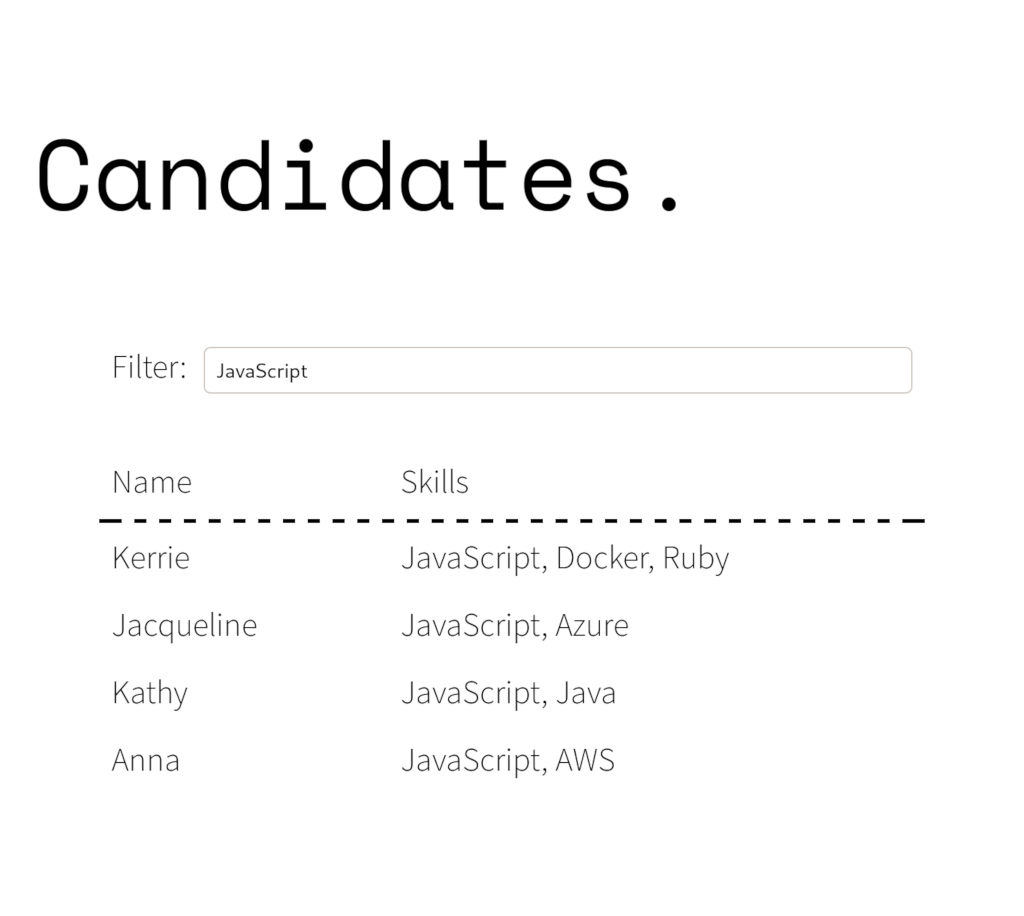 Candidates.
Filter: JavaScript
Name Skills
Kerrie JavaScript, Docker, Ruby
Jacqueline JavaScript, Azure
Kathy JavaScript, Java
Anna JavaScript, AWS